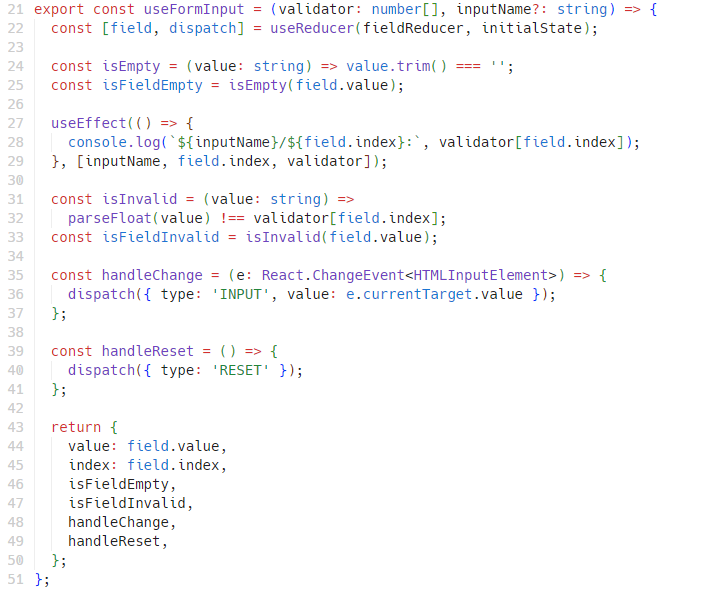 21 export const useFormInput = (validator: number[], inputName?: string) => {
22   const [field, dispatch] = useReducer(fieldReducer, initialState);
23
24   const isEmpty = (value: string) => value.trim() === '';
25   const isFieldEmpty = isEmpty(field.value);
26
27   useEffect(() => {
28     console.log(`${inputName}/${field.index}:`, validator[field.index]);
29   }, [inputName, field.index, validator]);
30
31   const isInvalid = (value: string) =>
32     parseFloat(value) !== validator[field.index];
33   const isFieldInvalid = isInvalid(field.value);
34
35   const handleChange = (e: React.ChangeEvent<HTMLInputElement>) => {
36     dispatch({ type: 'INPUT', value: e.currentTarget.value });
37   };
38
39   const handleReset = () => {
40     dispatch({ type: 'RESET' });
41   };
42
43   return {
44     value: field.value,
45     index: field.index,
46     isFieldEmpty,
47     isFieldInvalid,
48     handleChange,
49     handleReset,
50   };
51 };